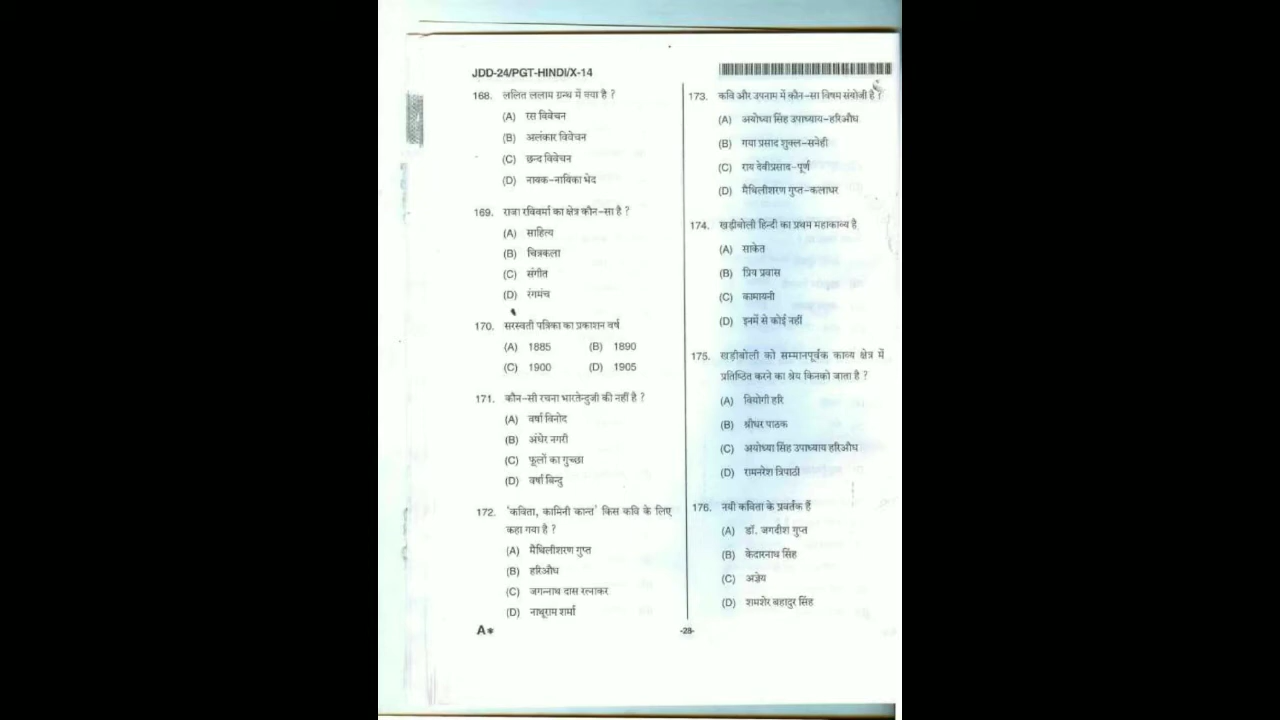 JDD-24/PGT-HINDI/X-14
168. ललित ललाम ग्रन्थ में क्या है ?
(A) रस विवेचन
(B) अलंकार विवेचन
(C) छन्द विवेचन
(D) नायक-नायिका भेद
169. राजा रविवर्मा का क्षेत्र कौन-सा है ?
(A) साहित्य
(B) चित्रकला
(C) संगीत
(D) रंगमंच
170. सरस्वती पत्रिका का प्रकाशन वर्ष
(A) 1885 (B) 1890
(C) 1900 (D) 1905
171. कौन-सी रचना भारतेन्दुजी की नहीं है ?
(A) वर्षा विनोद
(B) अंधेर नगरी
(C) फूलों का गुच्छा
(D) वर्षा बिन्दु
172. 'कविता, कामिनी कान्त' किस कवि के लिए
कहा गया है ?
(A) मैथिलीशरण गुप्त
(B) हरिऔध
(C) जगन्नाथ दास रत्नाकर
(D) नाथूराम शर्मा
173. कवि और उपनाम में कौन-सा विषम संयोजी है ?
(A) अयोध्या सिंह उपाध्याय-हरिऔध
(B) गया प्रसाद शुक्ल-सनेही
(C) राय देवीप्रसाद-पूर्ण
(D) मैथिलीशरण गुप्त-कलाधर
174. खड़ीबोली हिन्दी का प्रथम महाकाव्य है
(A) साकेत
(B) प्रिय प्रवास
(C) कामायनी
(D) इनमें से कोई नहीं
175. खड़ीबोली को सम्मानपूर्वक काव्य क्षेत्र में
प्रतिष्ठित करने का श्रेय किनको जाता है ?
(A) वियोगी हरि
(B) श्रीधर पाठक
(C) अयोध्या सिंह उपाध्याय हरिऔध
(D) रामनरेश त्रिपाठी
176. नयी कविता के प्रवर्तक हैं
(A) डॉ. जगदीश गुप्त
(B) केदारनाथ सिंह
(C) अज्ञेय
(D) शमशेर बहादुर सिंह
A* -28-